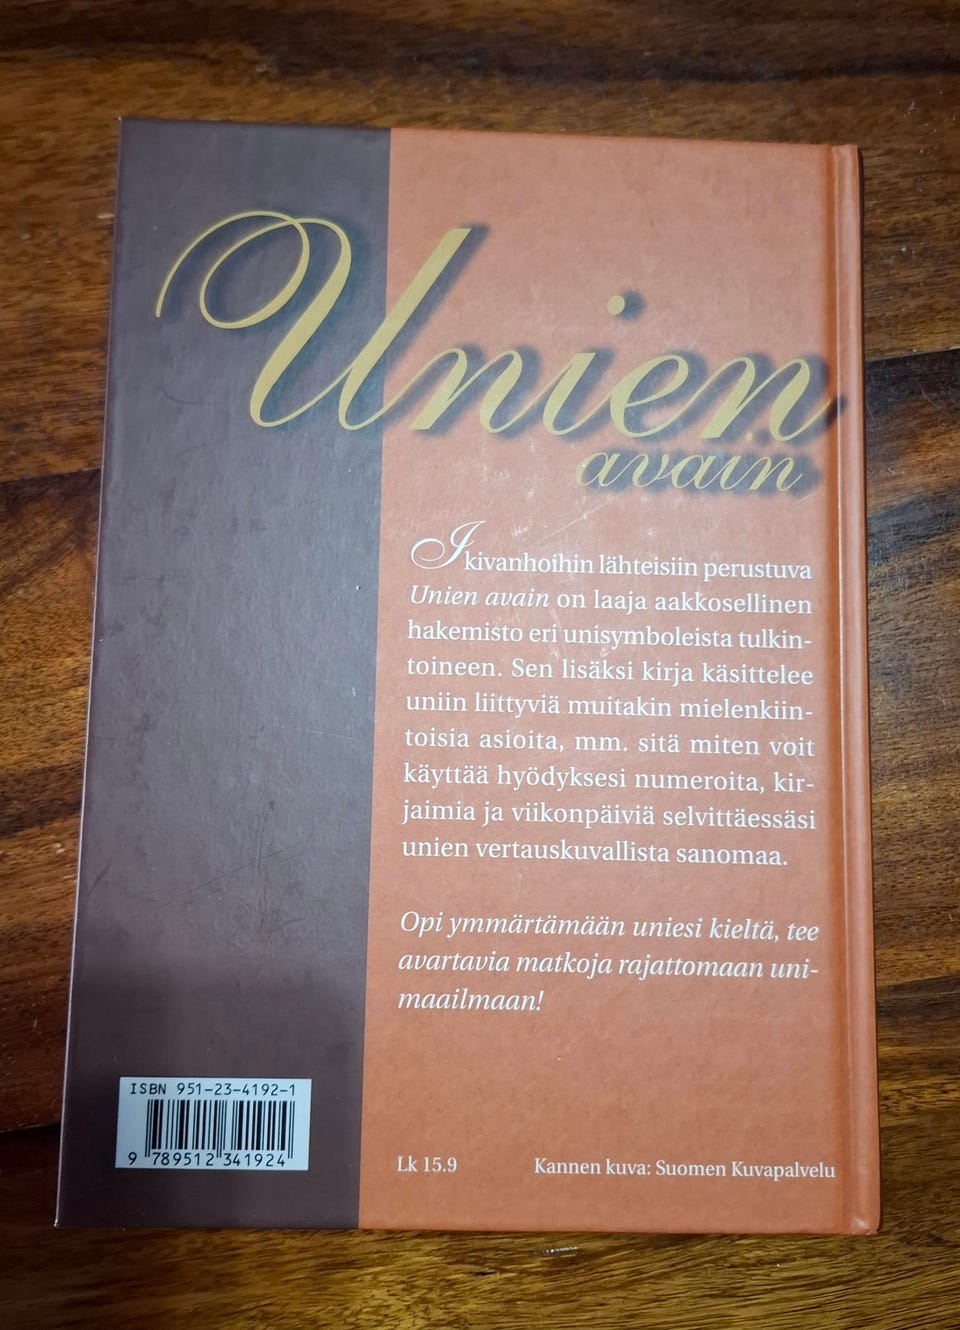 Unien
avain
Ikivanhoihin lähteisiin perustuva
Unien avain on laaja aakkosellinen
hakemisto eri unisymboleista tulkin-
toineen. Sen lisäksi kirja käsittelee
uniin liittyviä muitakin mielenkiin-
toisia asioita, mm. sitä miten voit
käyttää hyödyksesi numeroita, kir-
jaimia ja viikonpäiviä selvittäessäsi
unien vertauskuvallista sanomaa.
Opi ymmärtämään uniesi kieltä, tee
avartavia matkoja rajattomaan uni-
maailmaan!
ISBN 951-23-4192-1
9 789512 341924
Lk 15.9
Kannen kuva: Suomen Kuvapalvelu